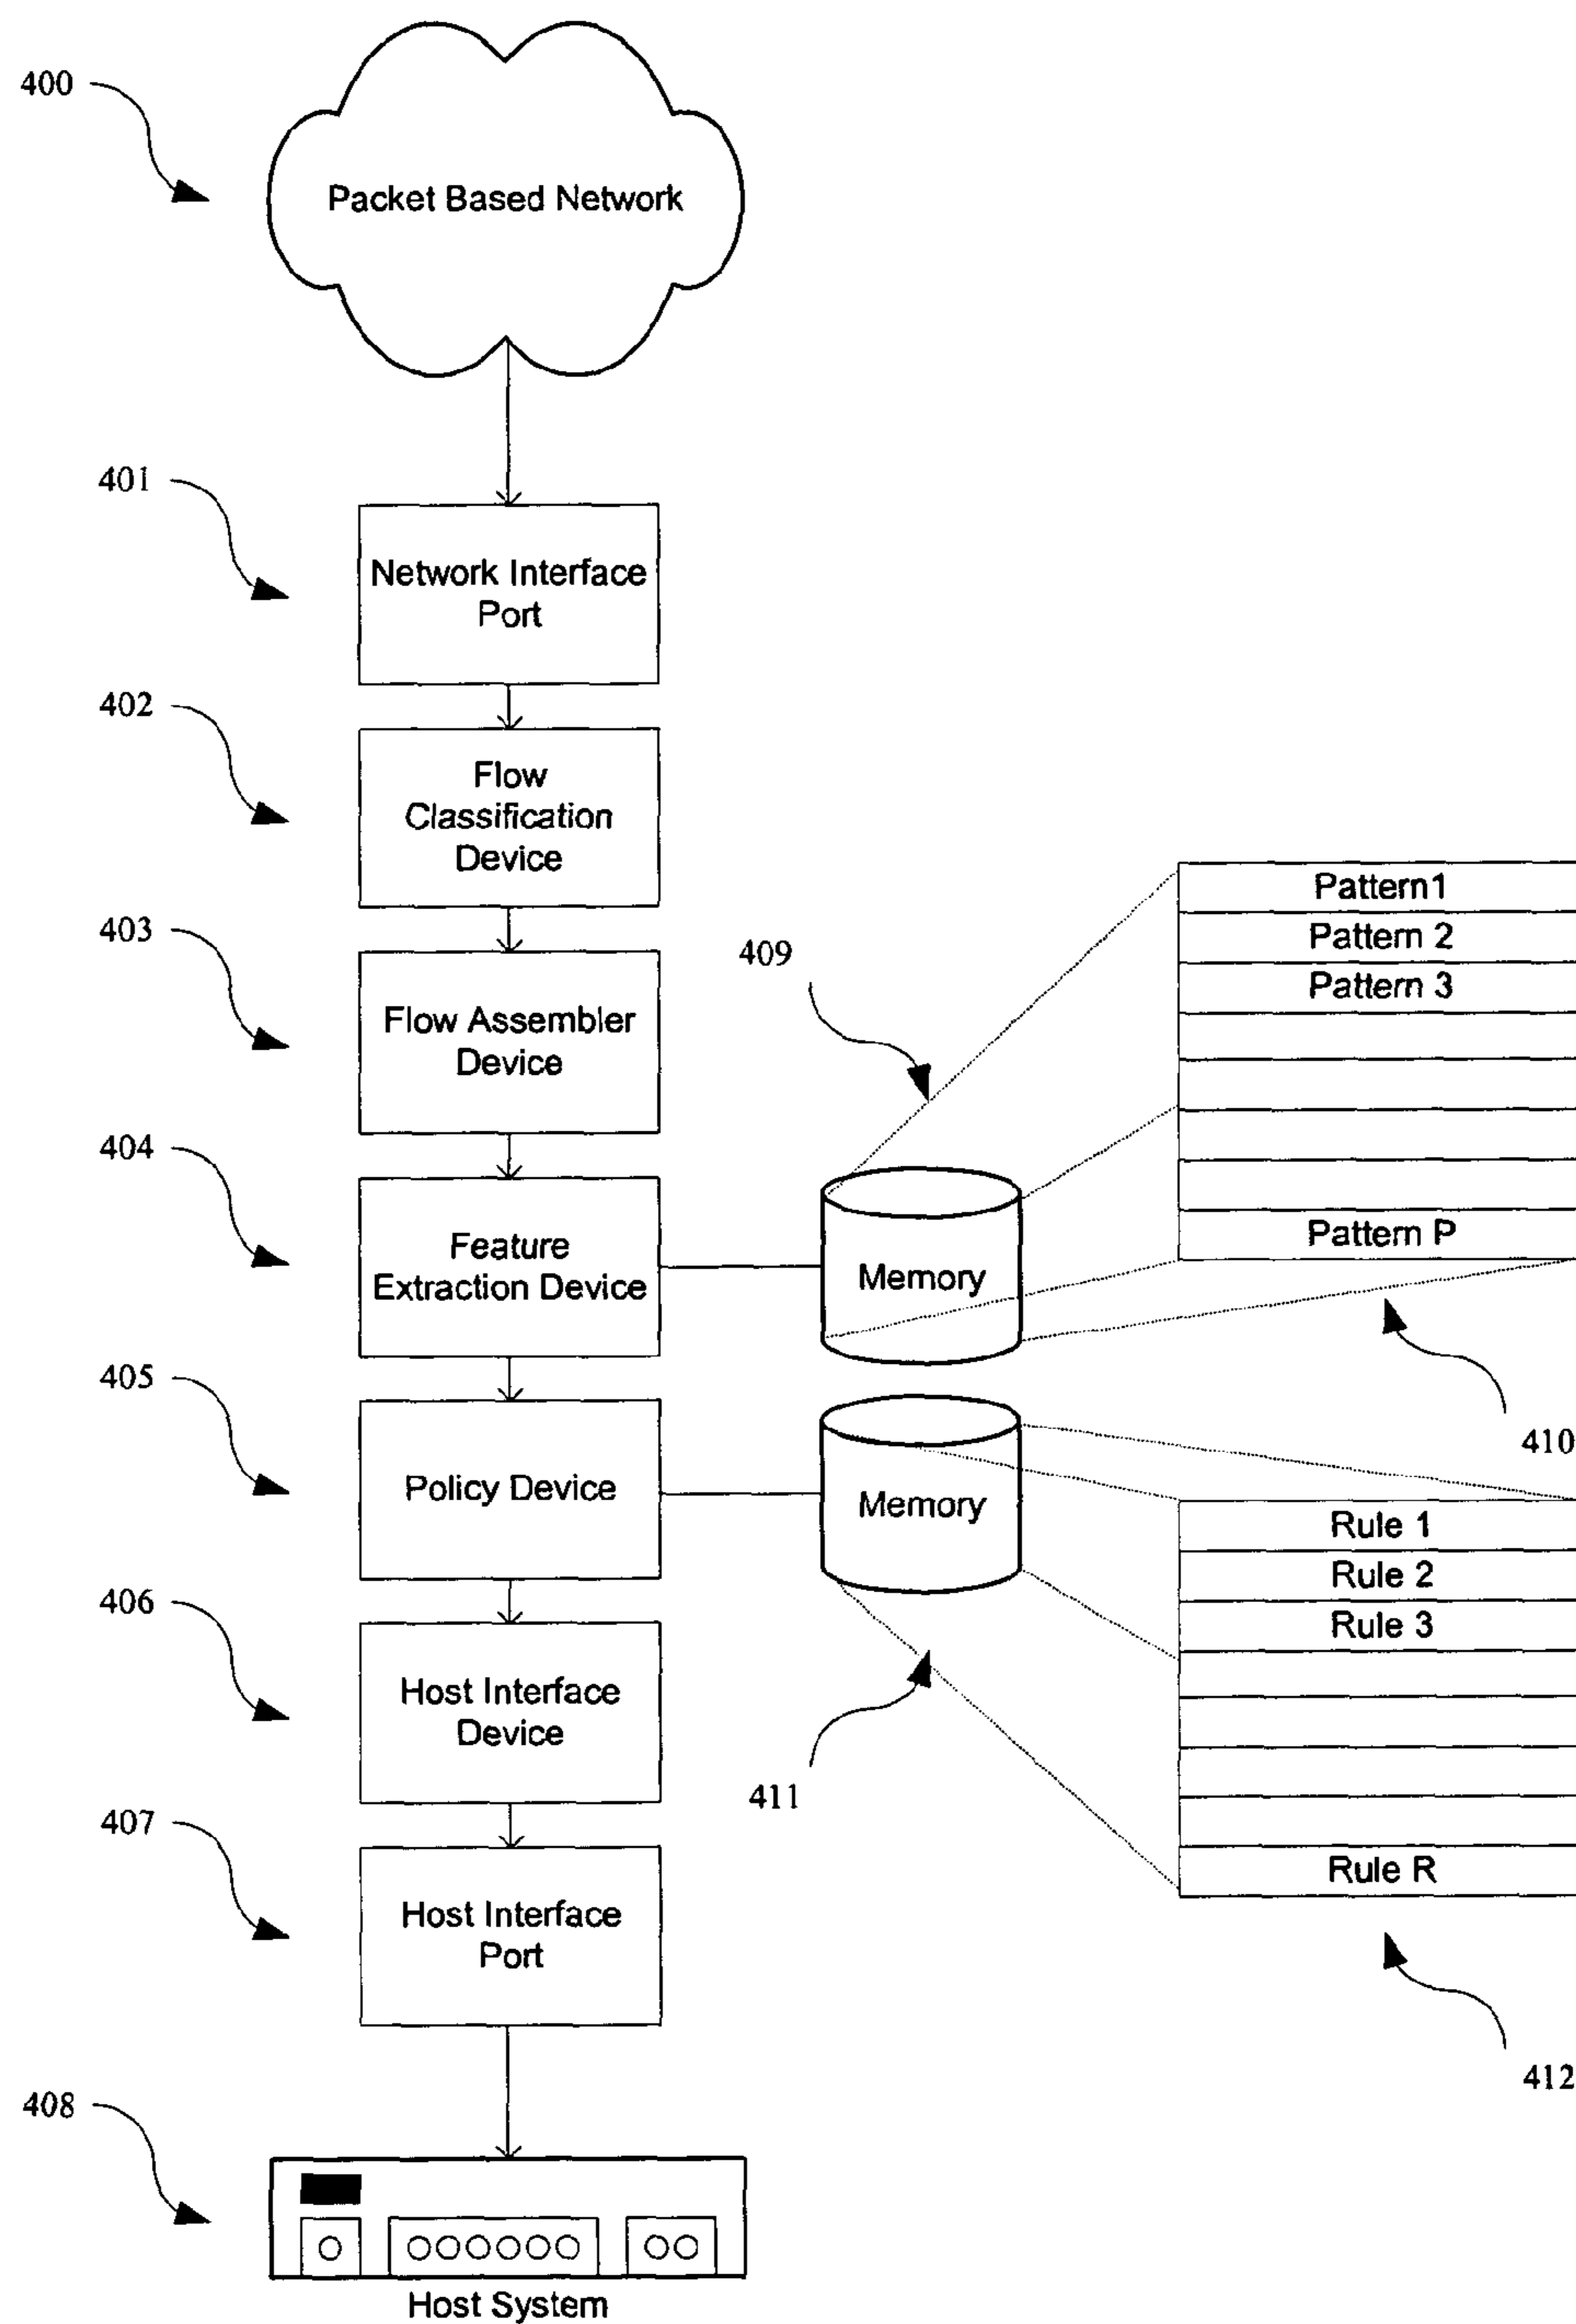 400
Packet Based Network
401
Network Interface
Port
402
Flow
Classification
Device
403
Flow Assembler
Device
404
Feature
Extraction Device
405
Policy Device
406
Host Interface
Device
407
Host Interface
Port
408
Host System
409
Memory
Pattern1
Pattern 2
Pattern 3
Pattern P
410
Memory
411
Rule 1
Rule 2
Rule 3
Rule R
412